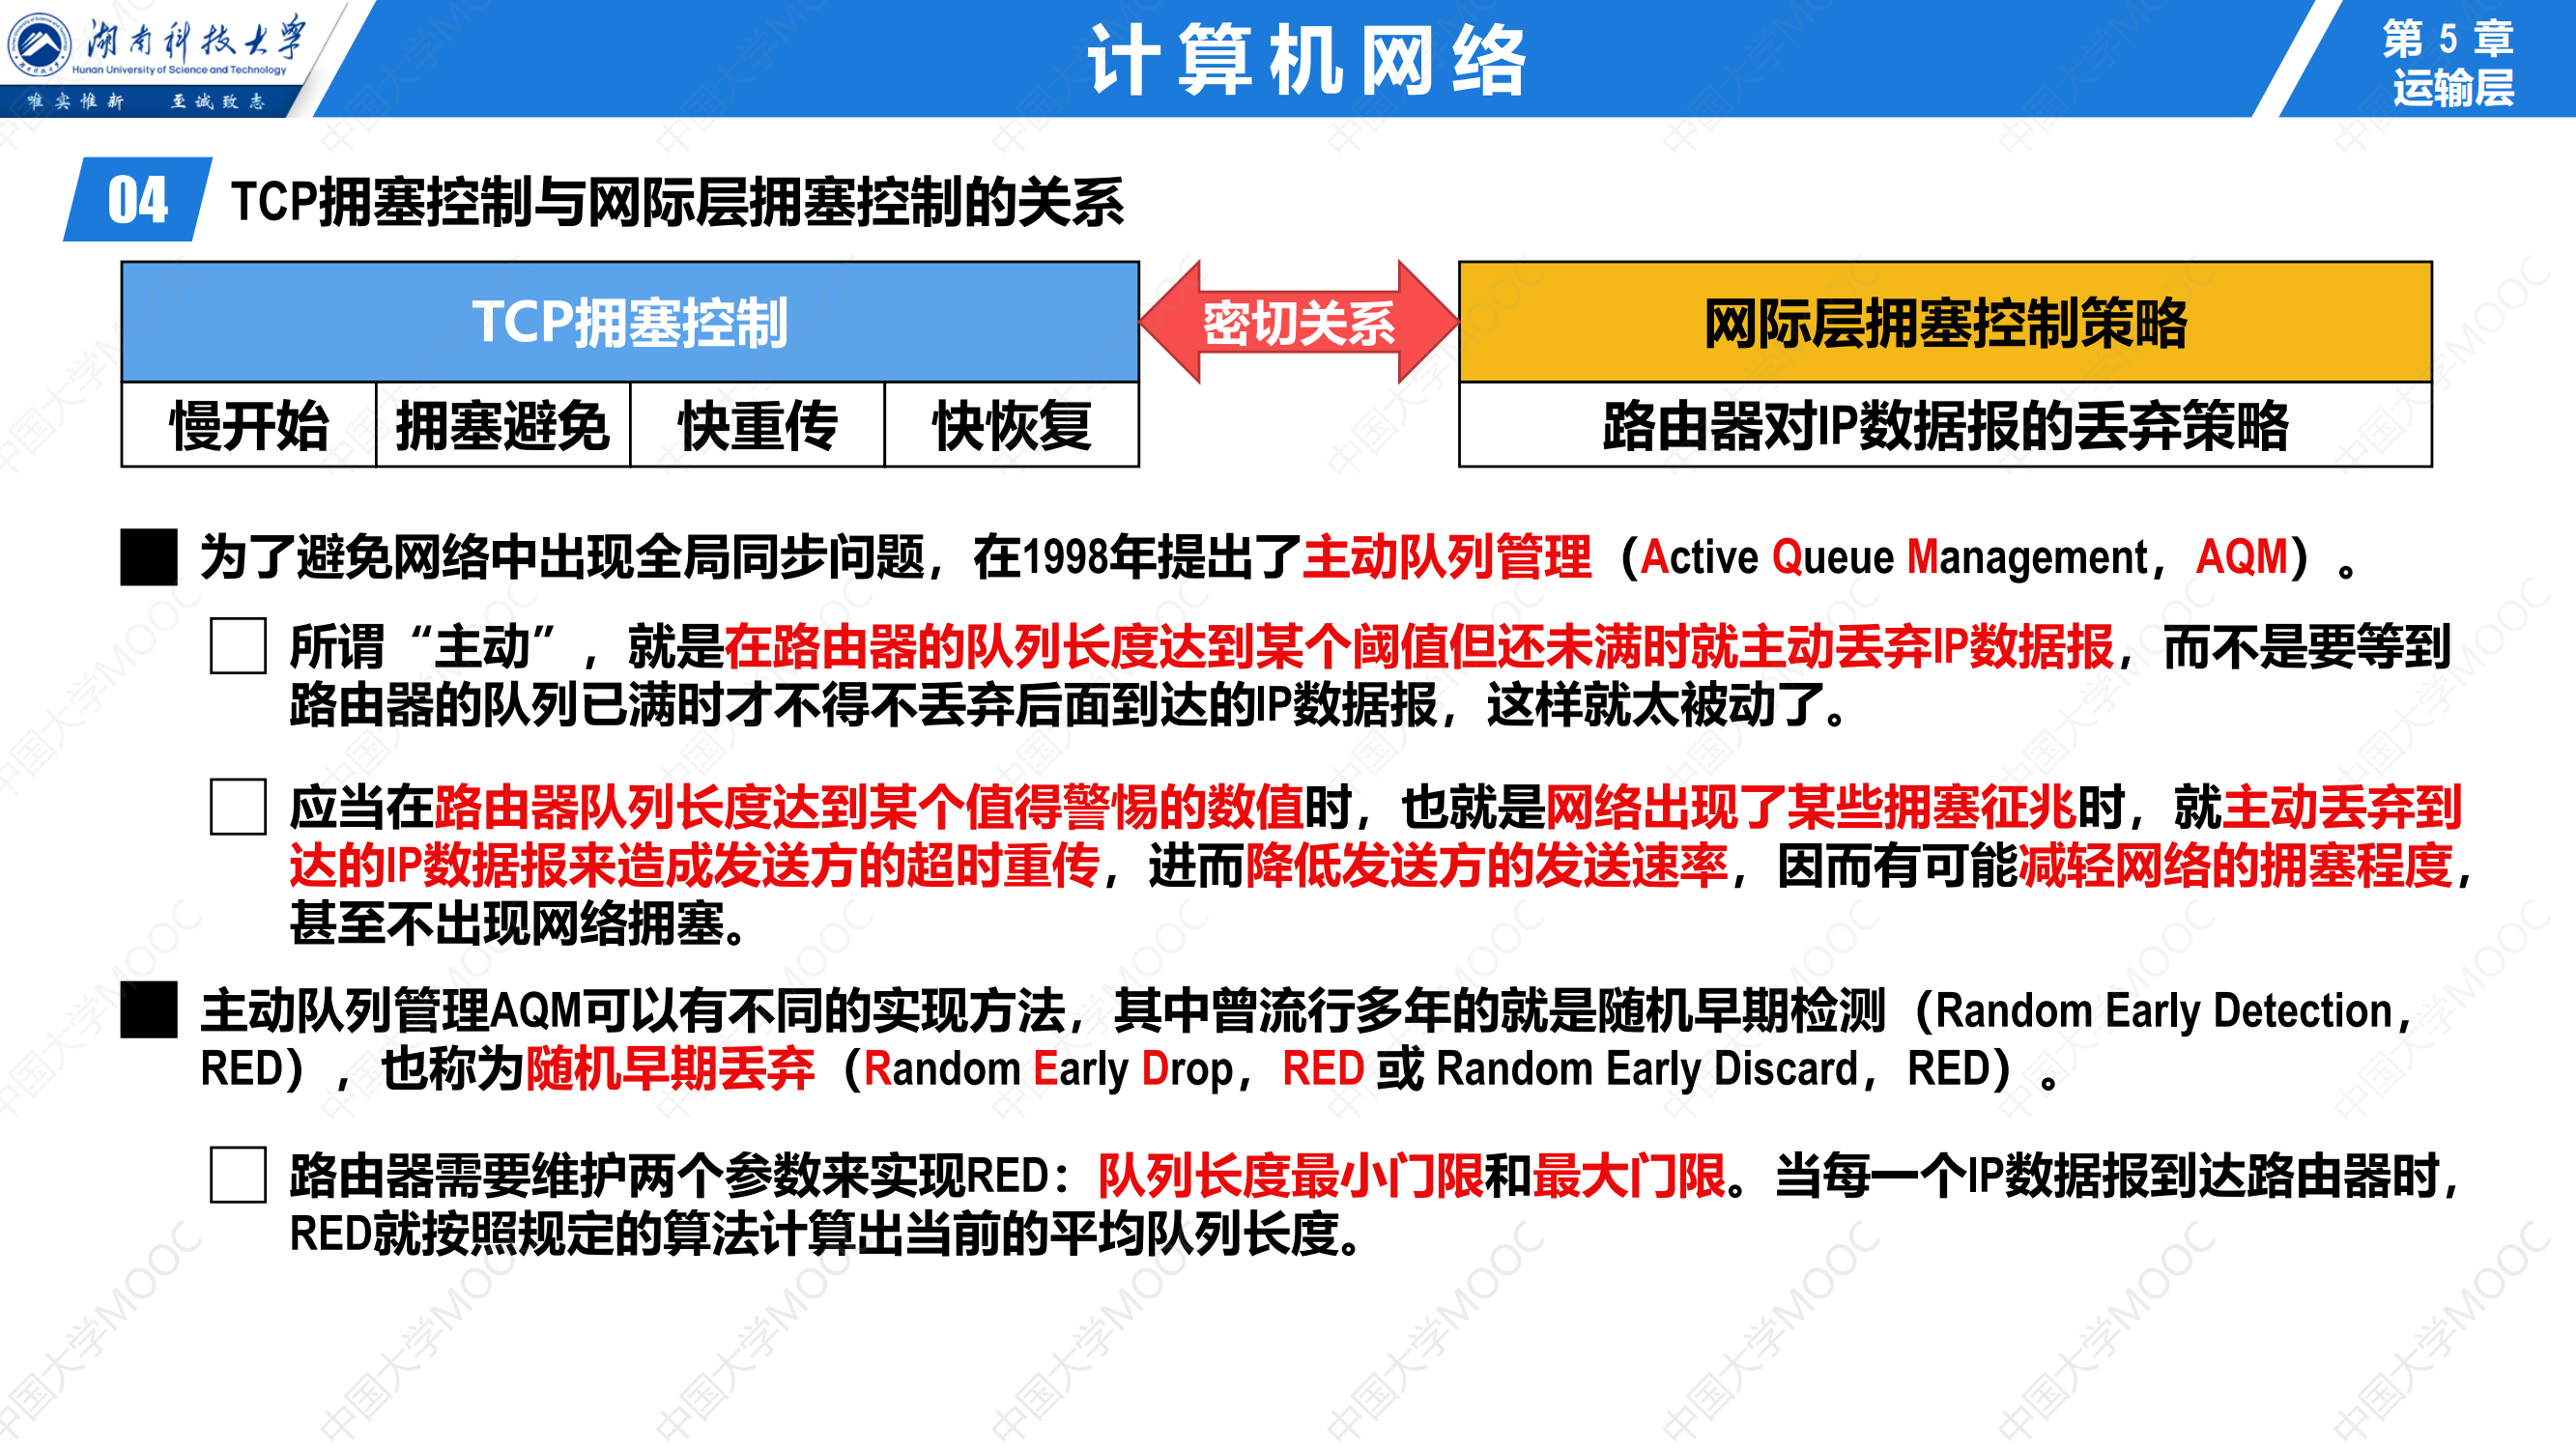 湖南科技大学
Hunan University of Science and Technology
唯实惟新 至诚致志
计算机网络
第 5 章
运输层
04 TCP拥塞控制与网际层拥塞控制的关系
TCP拥塞控制 密切关系 网际层拥塞控制策略
慢开始 拥塞避免 快重传 快恢复 路由器对IP数据报的丢弃策略
为了避免网络中出现全局同步问题，在1998年提出了主动队列管理（Active Queue Management，AQM）。
所谓“主动”，就是在路由器的队列长度达到某个阈值但还未满时就主动丢弃IP数据报，而不是要等到
路由器的队列已满时才不得不丢弃后面到达的IP数据报，这样就太被动了。
应当在路由器队列长度达到某个值得警惕的数值时，也就是网络出现了某些拥塞征兆时，就主动丢弃到
达的IP数据报来造成发送方的超时重传，进而降低发送方的发送速率，因而有可能减轻网络的拥塞程度，
甚至不出现网络拥塞。
主动队列管理AQM可以有不同的实现方法，其中曾流行多年的就是随机早期检测（Random Early Detection，
RED），也称为随机早期丢弃（Random Early Drop，RED 或 Random Early Discard，RED）。
路由器需要维护两个参数来实现RED：队列长度最小门限和最大门限。当每一个IP数据报到达路由器时，
RED就按照规定的算法计算出当前的平均队列长度。
中国大学MOOC